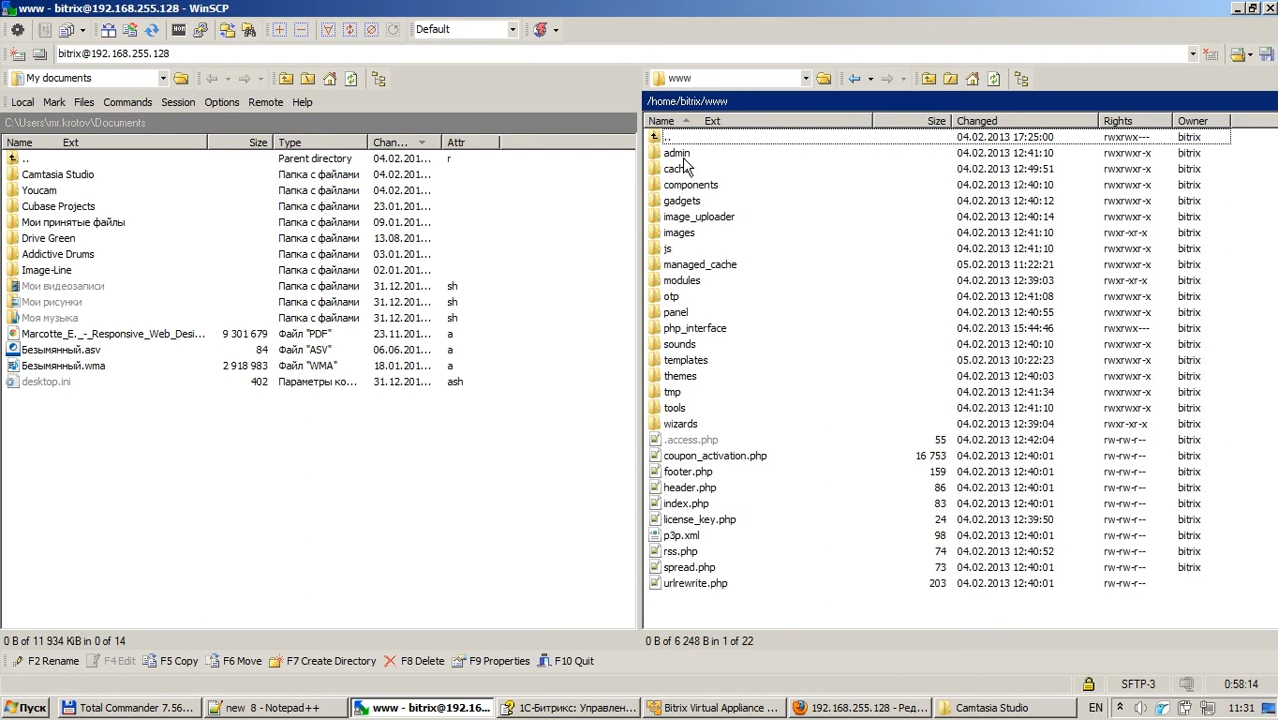 www - bitrix@192.168.255.128 - WinSCP
Default
bitrix@192.168.255.128
My documents
www
Local Mark Files Commands Session Options Remote Help
/home/bitrix/www
C:\Users\mr.krotov\Documents
Name Ext Size Type Chan... Attr
Name Ext Size Changed Rights Owner
.. Parent directory 04.02.201... r
Camtasia Studio Папка с файлами 04.02.201...
Youcam Папка с файлами 04.02.201...
Cubase Projects Папка с файлами 23.01.201...
Мои принятые файлы Папка с файлами 09.01.201...
Drive Green Папка с файлами 13.08.201...
Addictive Drums Папка с файлами 03.01.201...
Image-Line Папка с файлами 02.01.201...
Мои видеозаписи Папка с файлами 31.12.201... sh
Мои рисунки Папка с файлами 31.12.201... sh
Моя музыка Папка с файлами 31.12.201... sh
Marcotte_E._-_Responsive_Web_Desi... 9 301 679 Файл "PDF" 23.11.201... a
Безымянный.asv 84 Файл "ASV" 06.06.201... a
Безымянный.wma 2 918 983 Файл "WMA" 18.01.201... a
desktop.ini 402 Параметры ко... 31.12.201... ash
.. 04.02.2013 17:25:00 rwxrwx--- bitrix
admin 04.02.2013 12:41:10 rwxrwxr-x bitrix
04.02.2013 12:49:51 rwxrwxr-x bitrix
components 04.02.2013 12:40:10 rwxrwxr-x bitrix
gadgets 04.02.2013 12:40:12 rwxrwxr-x bitrix
image_uploader 04.02.2013 12:40:14 rwxrwxr-x bitrix
images 04.02.2013 12:41:10 rwxr-xr-x bitrix
js 04.02.2013 12:41:10 rwxrwxr-x bitrix
managed_cache 05.02.2013 11:22:21 rwxrwxr-x bitrix
modules 04.02.2013 12:39:03 rwxrwxr-x bitrix
otp 04.02.2013 12:41:08 rwxrwxr-x bitrix
panel 04.02.2013 12:40:55 rwxrwxr-x bitrix
php_interface 04.02.2013 15:44:46 rwxrwx--- bitrix
sounds 04.02.2013 12:40:10 rwxrwxr-x bitrix
templates 05.02.2013 10:22:23 rwxrwxr-x bitrix
themes 04.02.2013 12:40:03 rwxrwxr-x bitrix
tmp 04.02.2013 12:41:34 rwxrwxr-x bitrix
tools 04.02.2013 12:41:10 rwxrwxr-x bitrix
wizards 04.02.2013 12:39:04 rwxr-xr-x bitrix
.access.php 55 04.02.2013 12:42:04 rw-rw-r-- bitrix
coupon_activation.php 16 753 04.02.2013 12:40:01 rw-rw-r-- bitrix
footer.php 159 04.02.2013 12:40:01 rw-rw-r-- bitrix
header.php 86 04.02.2013 12:40:01 rw-rw-r-- bitrix
index.php 83 04.02.2013 12:40:01 rw-rw-r-- bitrix
license_key.php 24 04.02.2013 12:39:50 rw-rw-r-- bitrix
p3p.xml 98 04.02.2013 12:40:01 rw-rw-r-- bitrix
rss.php 74 04.02.2013 12:40:52 rw-rw-r-- bitrix
spread.php 73 04.02.2013 12:40:01 rw-rw-r-- bitrix
urlrewrite.php 203 04.02.2013 12:40:01 rw-rw-r--
0 B of 11 934 KiB in 0 of 14
0 B of 6 248 B in 1 of 22
F2 Rename F4 Edit F5 Copy F6 Move F7 Create Directory F8 Delete F9 Properties F10 Quit
SFTP-3 0:58:14
Пуск Total Commander 7.56... new 8 - Notepad++ www - bitrix@192.16... 1С-Битрикс: Управлен... Bitrix Virtual Appliance ... 192.168.255.128 - Ред... Camtasia Studio EN 11:31